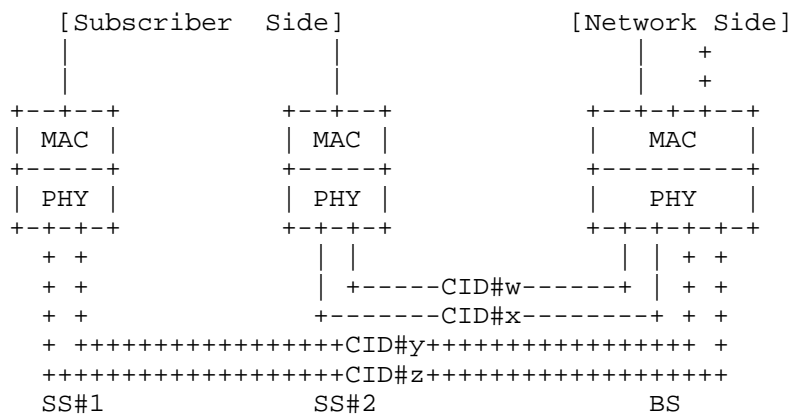 [Subscriber Side] [Network Side]
MAC MAC MAC
PHY PHY PHY
CID#w
CID#x
CID#y
CID#z
SS#1 SS#2 BS